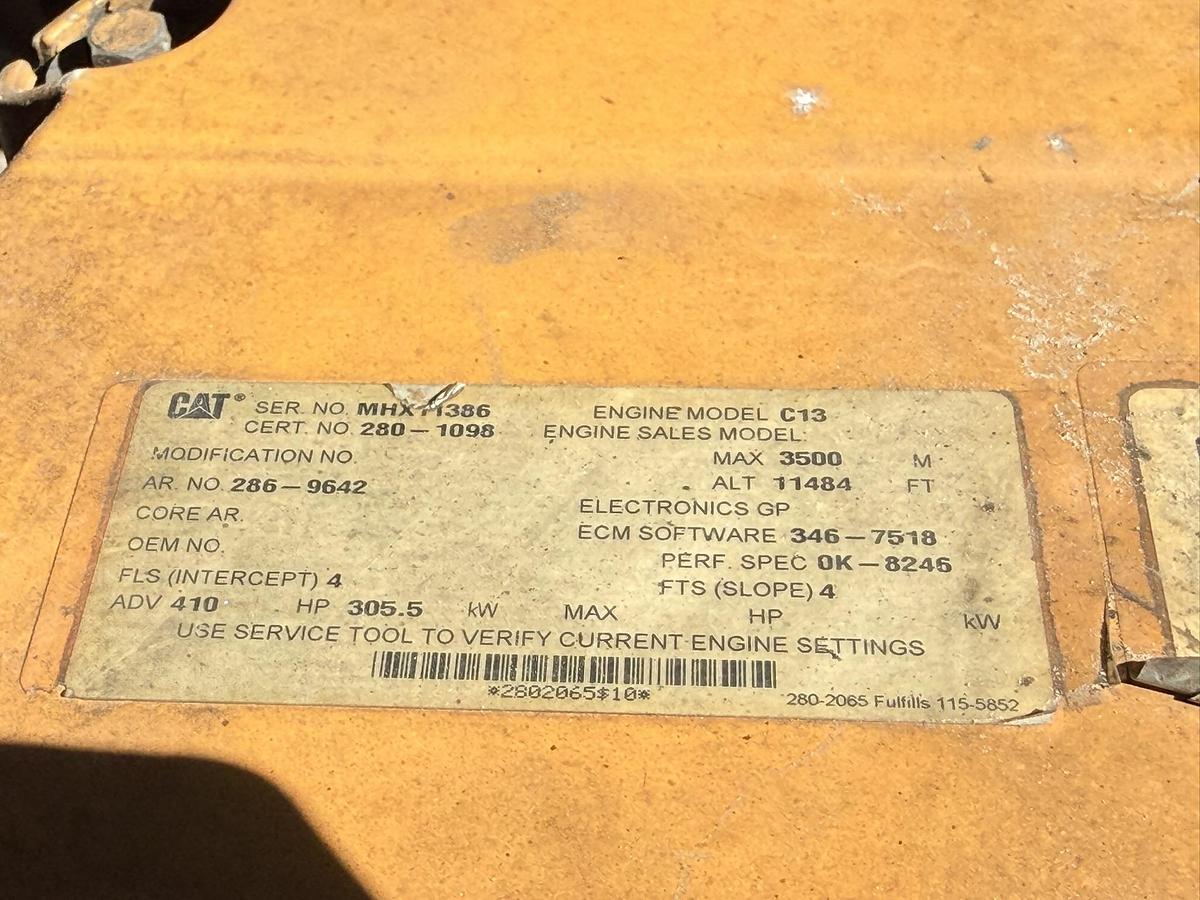 CAT® SER. NO. MHX11386 ENGINE MODEL C13
CERT. NO. 280-1098 ENGINE SALES MODEL:
MODIFICATION NO. MAX 3500 M
AR. NO. 286-9642 ALT 11484 FT
CORE AR. ELECTRONICS GP
OEM NO. ECM SOFTWARE 346-7518
PERF. SPEC 0K-8246
FLS (INTERCEPT) 4 FTS (SLOPE) 4
ADV 410 HP 305.5 kW MAX HP kW
USE SERVICE TOOL TO VERIFY CURRENT ENGINE SETTINGS
*2802065$10*
280-2065 Fulfills 115-5852